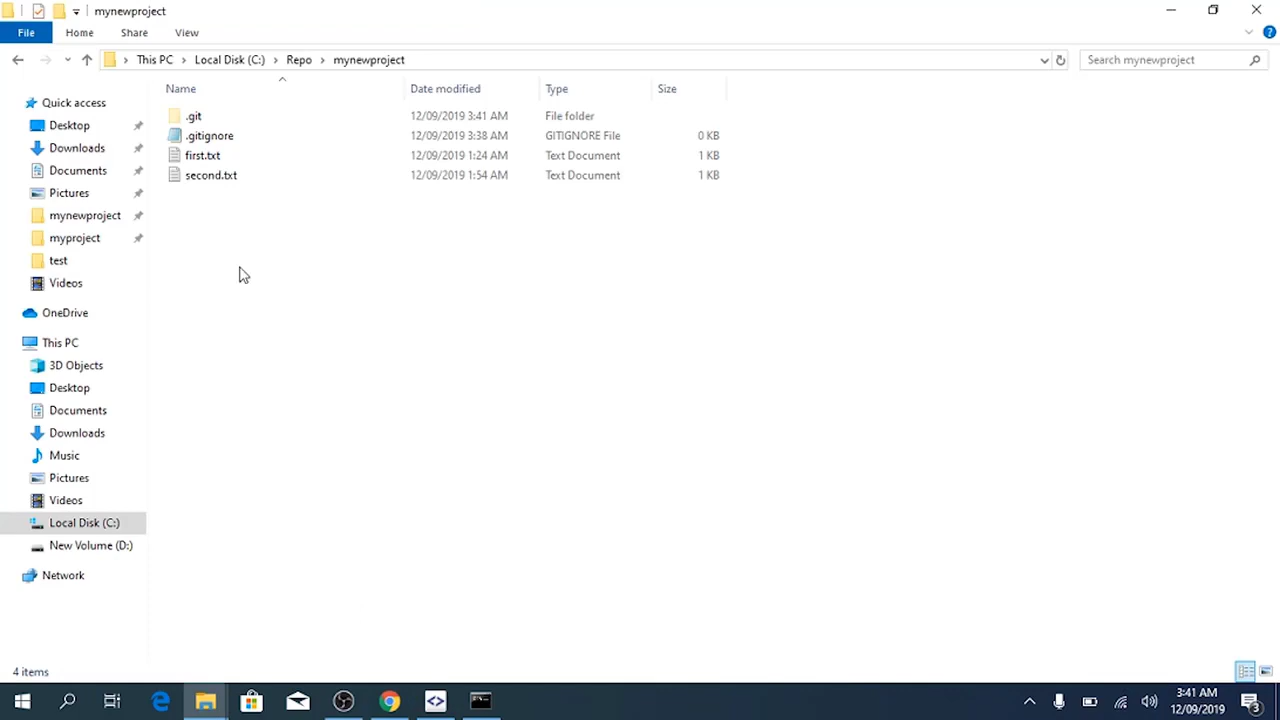 mynewproject
File Home Share View
This PC Local Disk (C:) Repo mynewproject
Search mynewproject
Name Date modified Type Size
.git 12/09/2019 3:41 AM File folder
.gitignore 12/09/2019 3:38 AM GITIGNORE File 0 KB
first.txt 12/09/2019 1:24 AM Text Document 1 KB
second.txt 12/09/2019 1:54 AM Text Document 1 KB
Quick access
Desktop
Downloads
Documents
Pictures
mynewproject
myproject
test
Videos
OneDrive
This PC
3D Objects
Desktop
Documents
Downloads
Music
Pictures
Videos
Local Disk (C:)
New Volume (D:)
Network
4 items
3:41 AM
12/09/2019
3